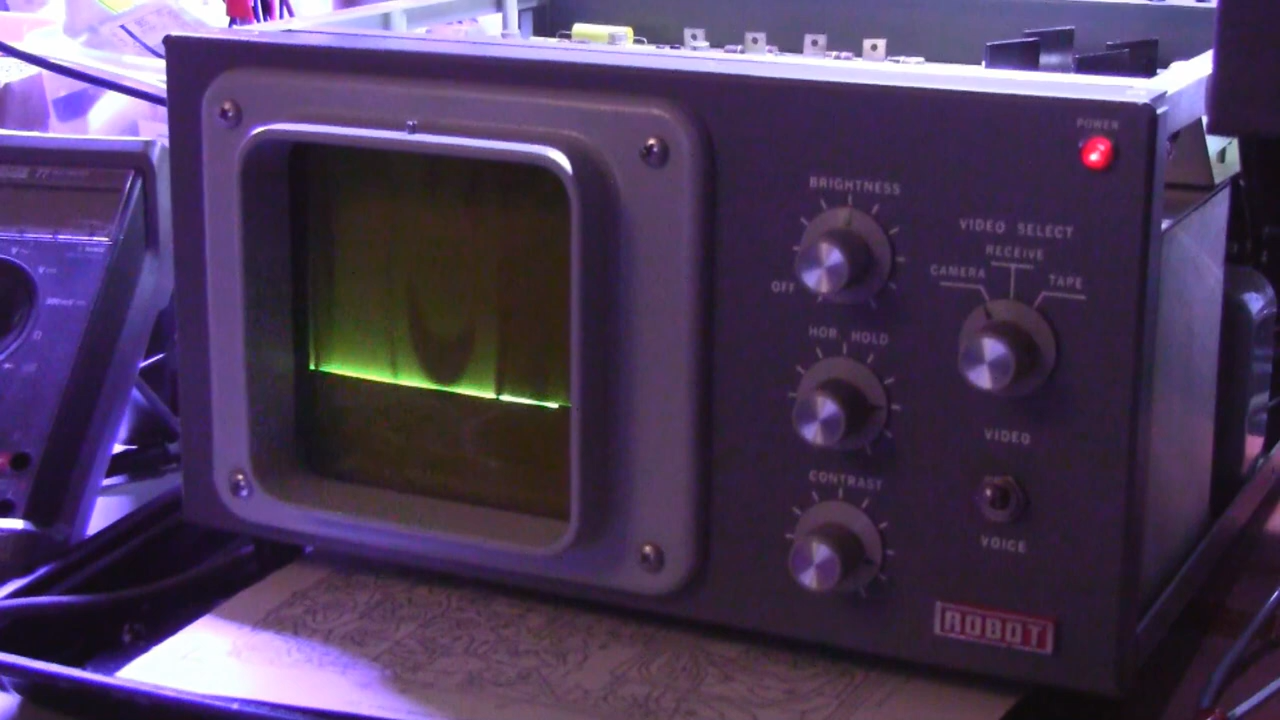 POWER
BRIGHTNESS
OFF
VIDEO SELECT
RECEIVE
CAMERA
TAPE
HOR. HOLD
CONTRAST
VIDEO
VOICE
ROBOT